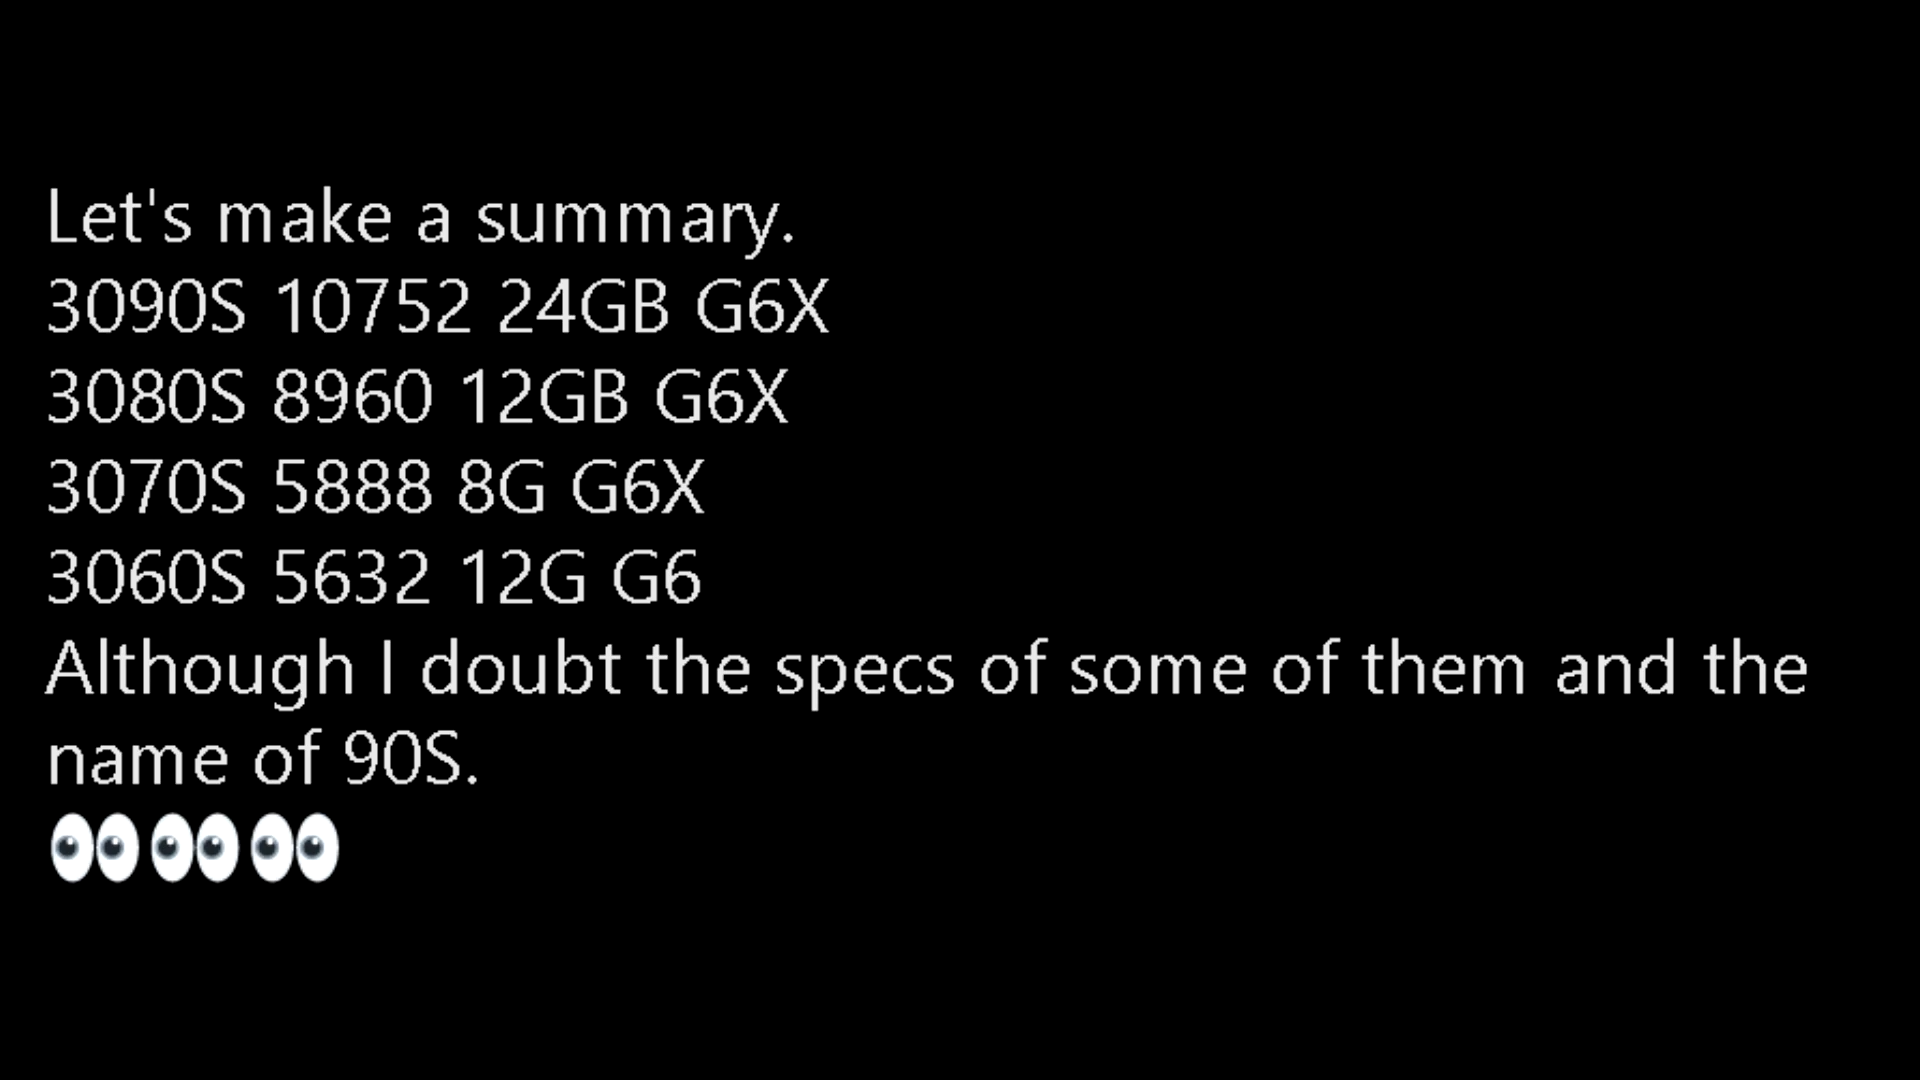 Let's make a summary.
3090S 10752 24GB G6X
3080S 8960 12GB G6X
3070S 5888 8G G6X
3060S 5632 12G G6
Although I doubt the specs of some of them and the
name of 90S.
👀👀👀